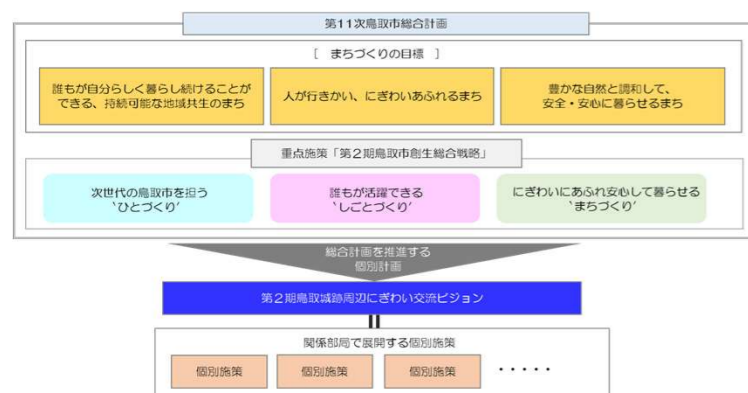 第11次鳥取市総合計画
[ まちづくりの目標 ]
誰もが自分らしく暮らし続けることが
できる、持続可能な地域共生のまち
人が行きかい、にぎわいあふれるまち
豊かな自然と調和して、
安全・安心に暮らせるまち
重点施策「第２期鳥取市創生総合戦略」
次世代の鳥取市を担う
‘ひとづくり’
誰もが活躍できる
‘しごとづくり’
にぎわいにあふれ安心して暮らせる
‘まちづくり’
総合計画を推進する
個別計画
第２期鳥取城跡周辺にぎわい交流ビジョン
関係部局で展開する個別施策
個別施策
個別施策
個別施策
・・・・・